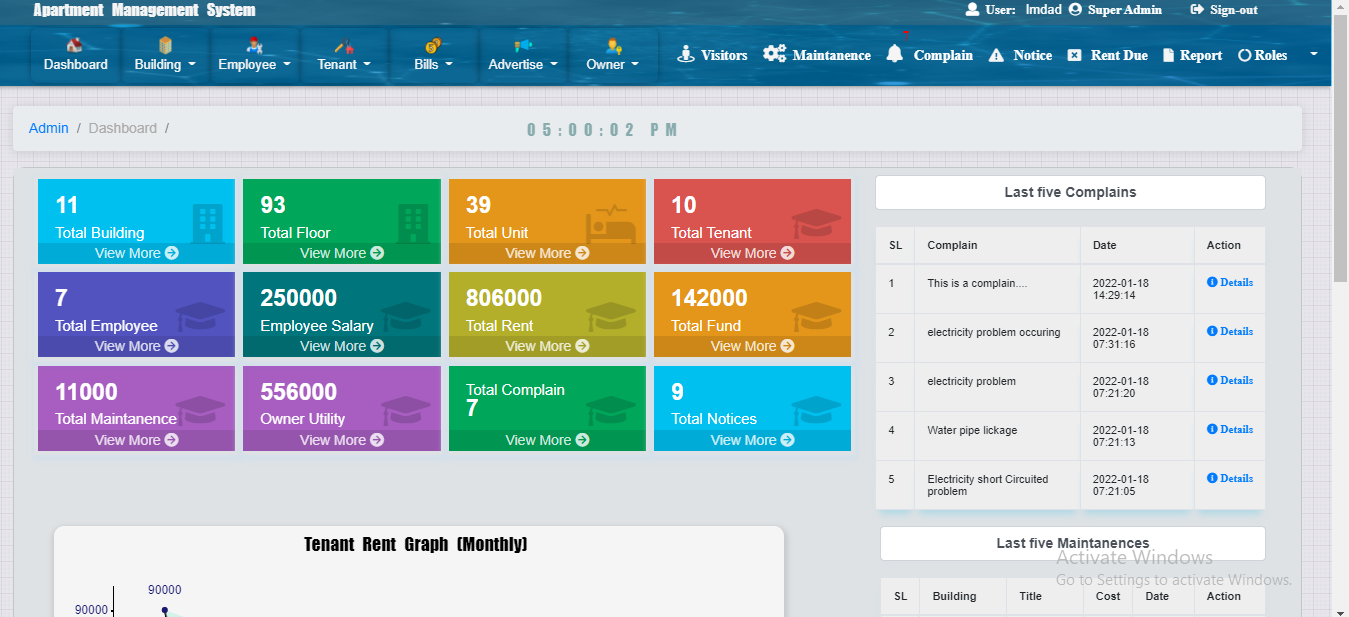 Apartment Management System
User: Imdad Super Admin Sign-out
Dashboard Building Employee Tenant Bills Advertise Owner Visitors Maintanence Complain Notice Rent Due Report Roles
Admin / Dashboard /
05:00:02 PM
11
Total Building
View More
93
Total Floor
View More
39
Total Unit
View More
10
Total Tenant
View More
7
Total Employee
View More
250000
Employee Salary
View More
806000
Total Rent
View More
142000
Total Fund
View More
11000
Total Maintanence
View More
556000
Owner Utility
View More
Total Complain
7
View More
9
Total Notices
View More
Last five Complains
SL Complain Date Action
1 This is a complain.... 2022-01-18 14:29:14 Details
2 electricity problem occuring 2022-01-18 07:31:16 Details
3 electricity problem 2022-01-18 07:21:20 Details
4 Water pipe lickage 2022-01-18 07:21:13 Details
5 Electricity short Circuited problem 2022-01-18 07:21:05 Details
Tenant Rent Graph (Monthly)
90000
90000
Last five Maintanences
SL Building Title Cost Date Action
Activate Windows
Go to Settings to activate Windows.